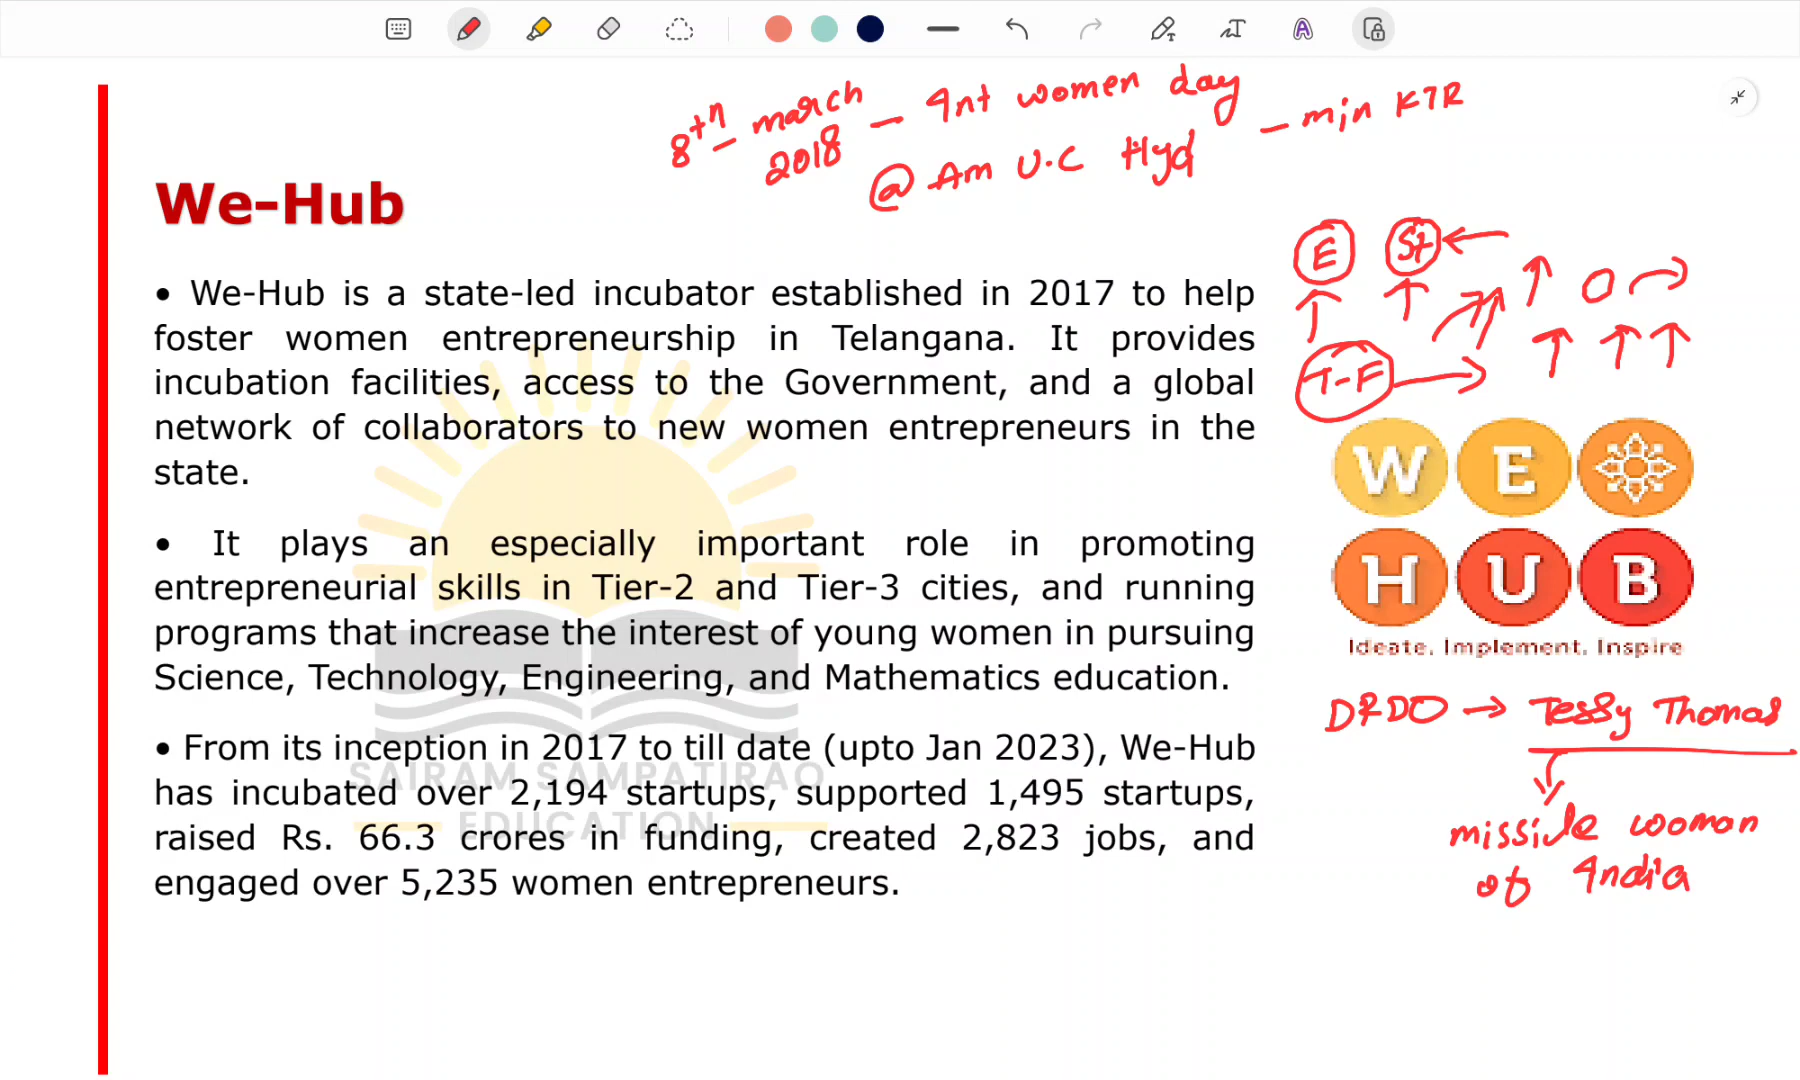 8th march - Int women day - min KTR
2018 @ Am U.C Hyd
We-Hub
E St
T-F
• We-Hub is a state-led incubator established in 2017 to help
foster women entrepreneurship in Telangana. It provides
incubation facilities, access to the Government, and a global
network of collaborators to new women entrepreneurs in the
state.
• It plays an especially important role in promoting
entrepreneurial skills in Tier-2 and Tier-3 cities, and running
programs that increase the interest of young women in pursuing
Science, Technology, Engineering, and Mathematics education.
• From its inception in 2017 to till date (upto Jan 2023), We-Hub
has incubated over 2,194 startups, supported 1,495 startups,
raised Rs. 66.3 crores in funding, created 2,823 jobs, and
engaged over 5,235 women entrepreneurs.
SAIRAM SAMPATIRAO
EDUCATION
WE
HUB
Ideate. Implement. Inspire
DRDO → Tessy Thomas
missile woman
of India